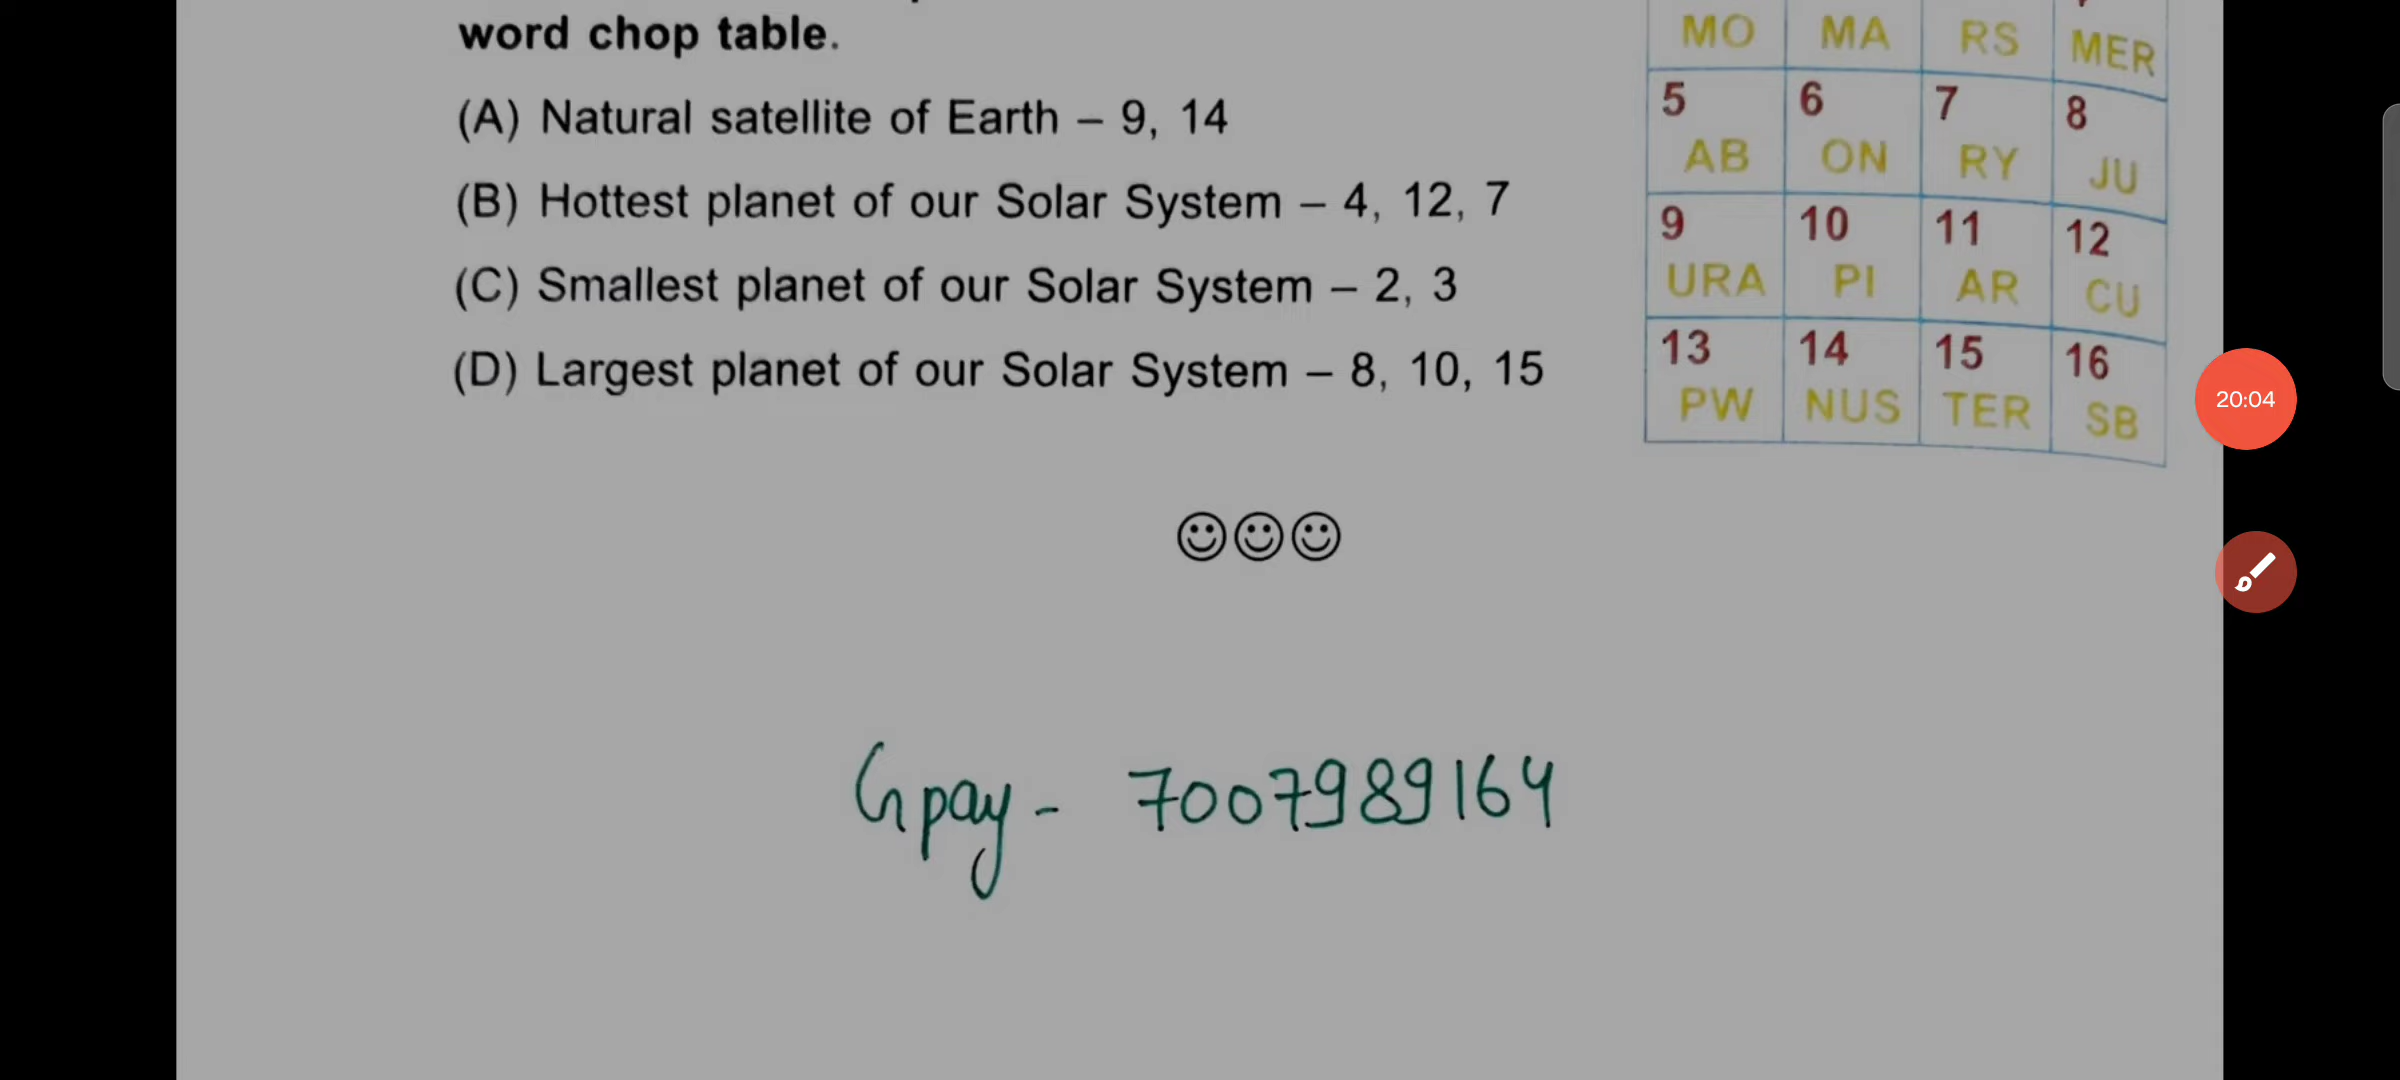 word chop table.
(A) Natural satellite of Earth – 9, 14
(B) Hottest planet of our Solar System – 4, 12, 7
(C) Smallest planet of our Solar System – 2, 3
(D) Largest planet of our Solar System – 8, 10, 15
MO MA RS MER
5 6 7 8
AB ON RY JU
9 10 11 12
URA PI AR CU
13 14 15 16
PW NUS TER SB
20:04
Gpay - 7007989164